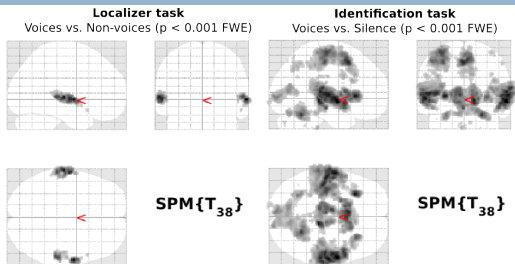 Localizer task
Voices vs. Non-voices (p < 0.001 FWE)
Identification task
Voices vs. Silence (p < 0.001 FWE)
<
<
<
<
<
<
SPM{T38}
SPM{T38}